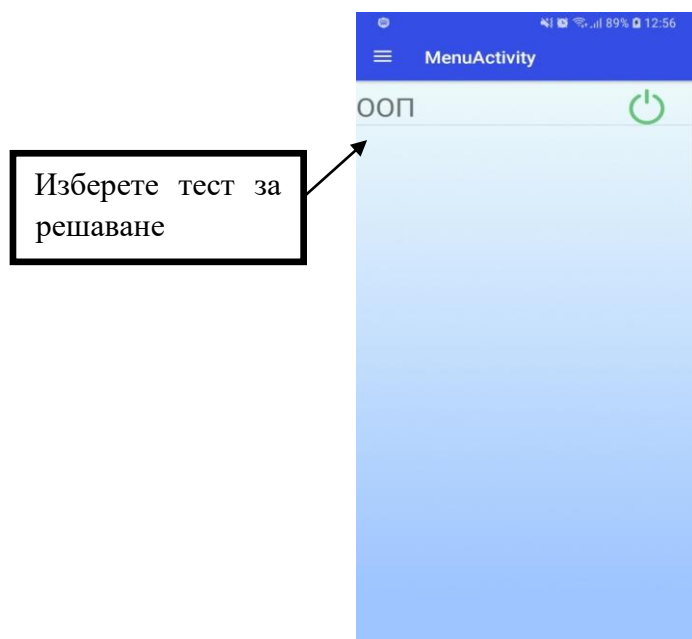 89% 12:56
MenuActivity
ООП
Изберете тест за
решаване